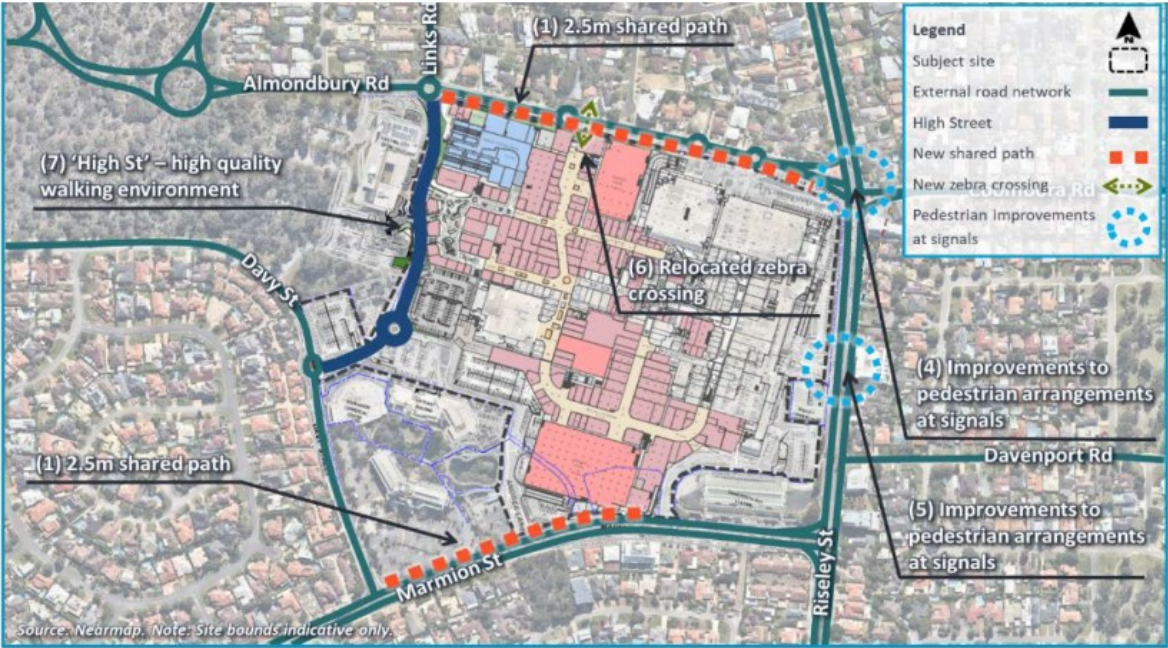 Links Rd
(1) 2.5m shared path
Almondbury Rd
(7) ‘High St’ – high quality
walking environment
Davy St
(6) Relocated zebra
crossing
(1) 2.5m shared path
Marmion St
Riseley St
Davenport Rd
(4) Improvements to
pedestrian arrangements
at signals
(5) Improvements to
pedestrian arrangements
at signals
Legend
N
Subject site
External road network
High Street
New shared path
New zebra crossing
Pedestrian improvements
at signals
Source: Nearmap. Note: Site bounds indicative only.